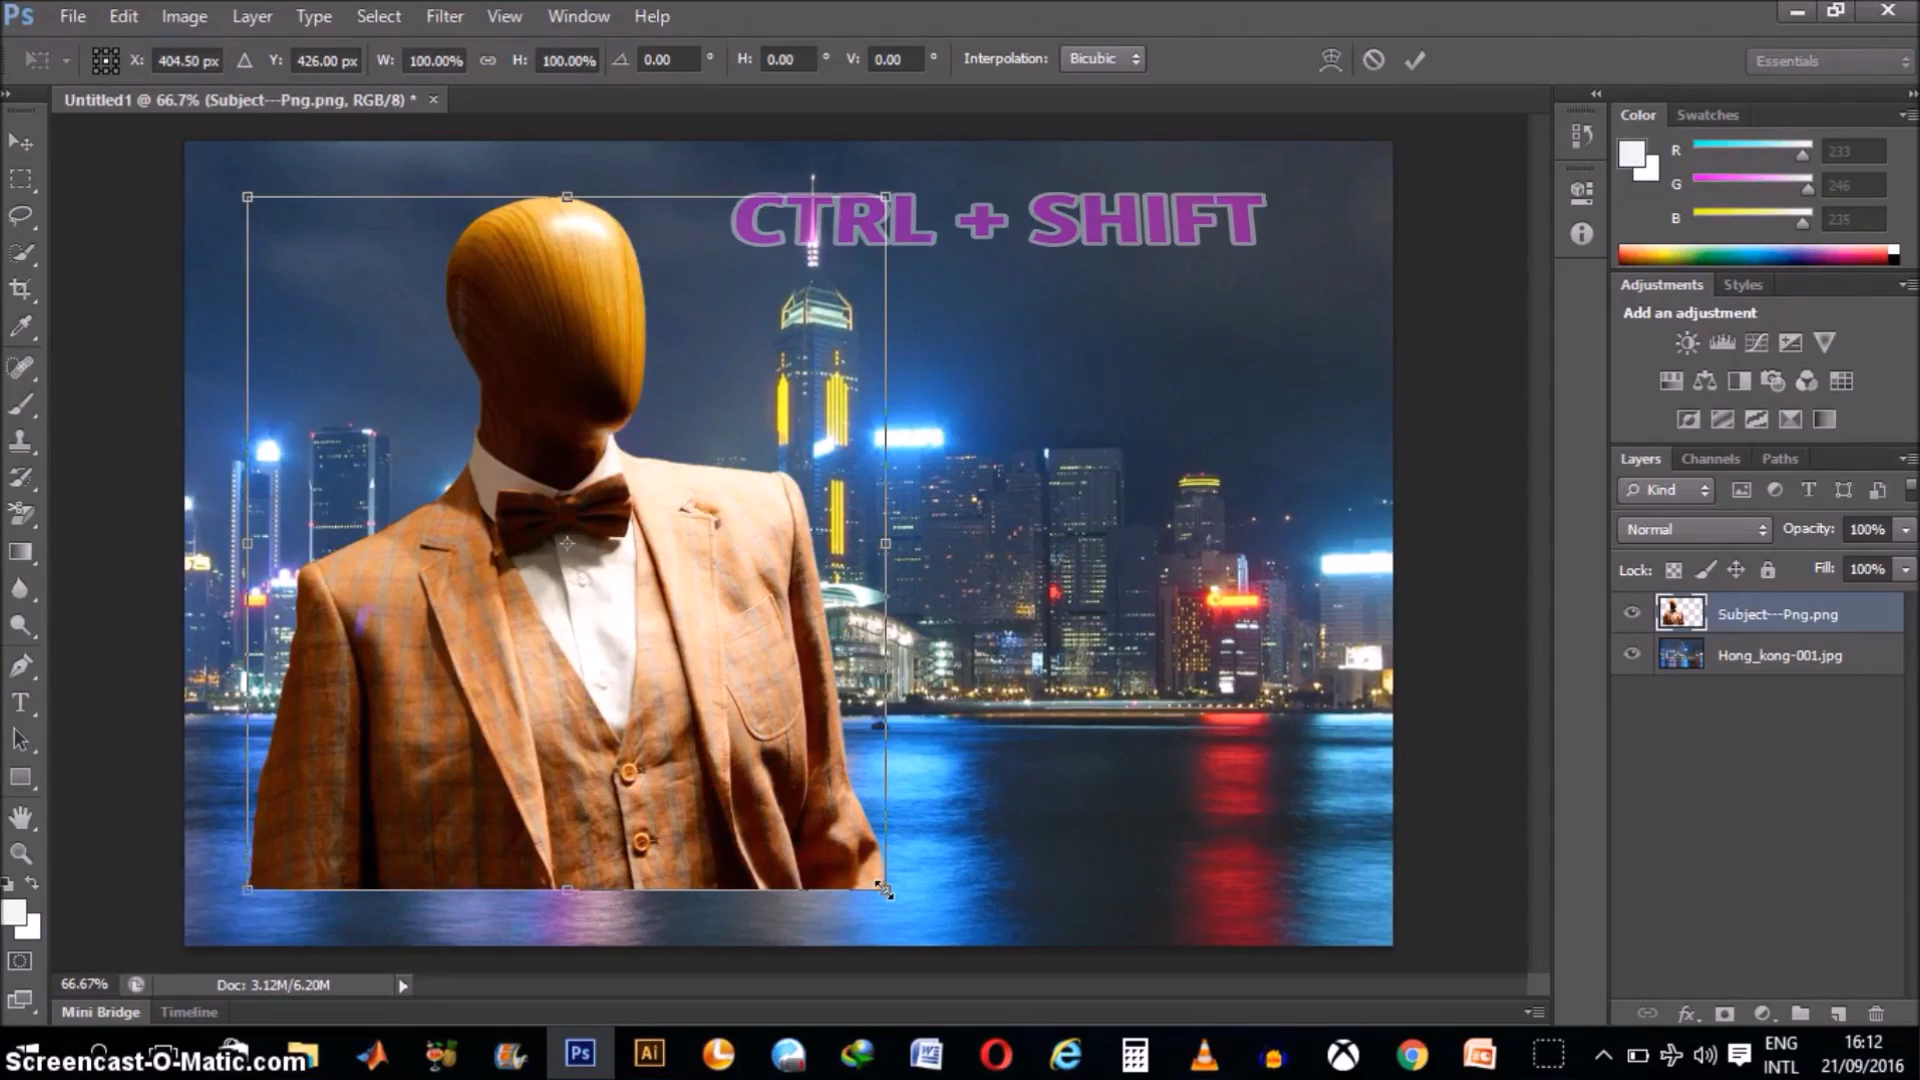 Ps File Edit Image Layer Type Select Filter View Window Help
X: 404.50 px Y: 426.00 px W: 100.00% H: 100.00% 0.00 ° H: 0.00 ° V: 0.00 ° Interpolation: Bicubic Essentials
Untitled1 @ 66.7% (Subject---Png.png, RGB/8) * ×
CTRL + SHIFT
Color Swatches
R 233
G 246
B 235
Adjustments Styles
Add an adjustment
Layers Channels Paths
Kind
Normal Opacity: 100%
Lock: Fill: 100%
Subject---Png.png
Hong_kong-001.jpg
66.67% Doc: 3.12M/6.20M
Mini Bridge Timeline
Screencast-O-Matic.com
Ps Ai
ENG
INTL
16:12
21/09/2016